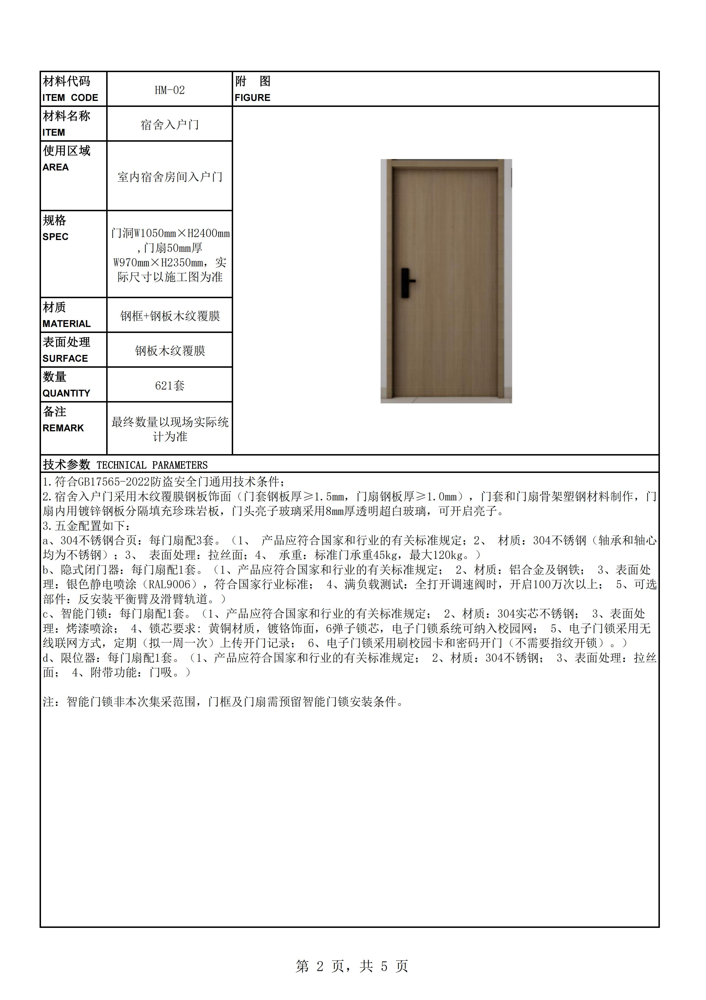 材料代码
ITEM CODE
HM-02
附 图
FIGURE
材料名称
ITEM
宿舍入户门
使用区域
AREA
室内宿舍房间入户门
规格
SPEC
门洞W1050mm×H2400mm
,门扇50mm厚
W970mm×H2350mm，实
际尺寸以施工图为准
材质
MATERIAL
钢框+钢板木纹覆膜
表面处理
SURFACE
钢板木纹覆膜
数量
QUANTITY
621套
备注
REMARK
最终数量以现场实际统
计为准
技术参数 TECHNICAL PARAMETERS
1.符合GB17565-2022防盗安全门通用技术条件；
2.宿舍入户门采用木纹覆膜钢板饰面（门套钢板厚≥1.5mm，门扇钢板厚≥1.0mm），门套和门扇骨架塑钢材料制作，门
扇内用镀锌钢板分隔填充珍珠岩板，门头亮子玻璃采用8mm厚透明超白玻璃，可开启亮子。
3.五金配置如下：
a、304不锈钢合页：每门扇配3套。（1、 产品应符合国家和行业的有关标准规定；2、 材质：304不锈钢（轴承和轴心
均为不锈钢）；3、 表面处理：拉丝面；4、 承重：标准门承重45kg，最大120kg。）
b、隐式闭门器：每门扇配1套。（1、产品应符合国家和行业的有关标准规定； 2、材质：铝合金及钢铁； 3、表面处
理：银色静电喷涂（RAL9006），符合国家行业标准； 4、满负载测试：全打开调速阀时，开启100万次以上； 5、可选
部件：反安装平衡臂及滑臂轨道。）
c、智能门锁：每门扇配1套。（1、产品应符合国家和行业的有关标准规定； 2、材质：304实芯不锈钢； 3、表面处
理：烤漆喷涂； 4、锁芯要求: 黄铜材质，镀铬饰面，6弹子锁芯，电子门锁系统可纳入校园网； 5、电子门锁采用无
线联网方式，定期（拟一周一次）上传开门记录； 6、电子门锁采用刷校园卡和密码开门（不需要指纹开锁）。）
d、限位器：每门扇配1套。（1、产品应符合国家和行业的有关标准规定； 2、材质：304不锈钢； 3、表面处理：拉丝
面； 4、附带功能：门吸。）
注：智能门锁非本次集采范围，门框及门扇需预留智能门锁安装条件。
第 2 页，共 5 页